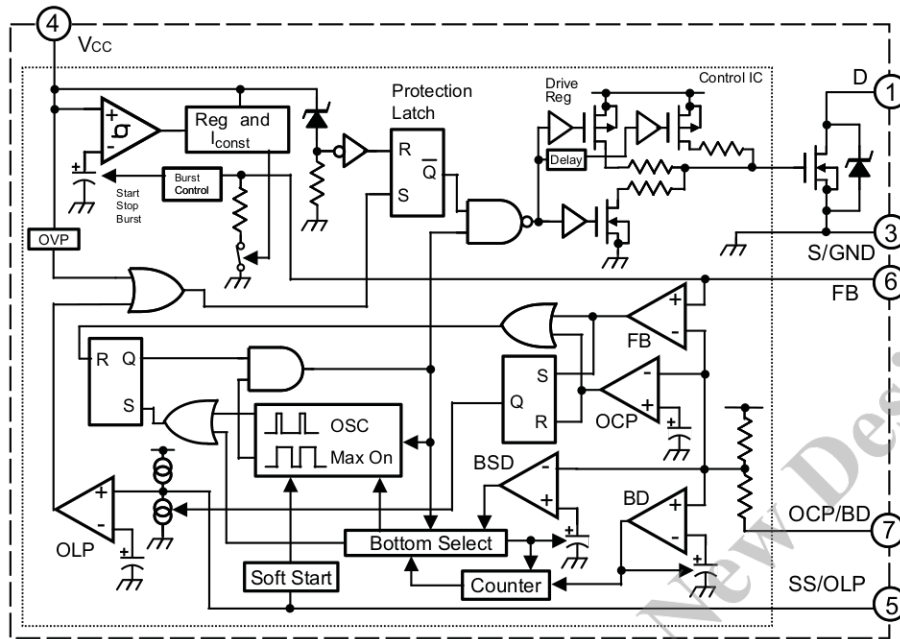 4
VCC
Control IC
D
1
Protection
Latch
Drive
Reg
+
-
Reg and
Iconst
R
Q
S
Delay
Start
Stop
Burst
Burst
Control
OVP
3
S/GND
6
FB
+
-
FB
R Q
S
S
Q
R
-
+
OCP
OSC
Max On
BSD
-
+
BD
+
-
OCP/BD
7
+
-
OLP
Bottom Select
Soft Start
Counter
SS/OLP
5
New Desi